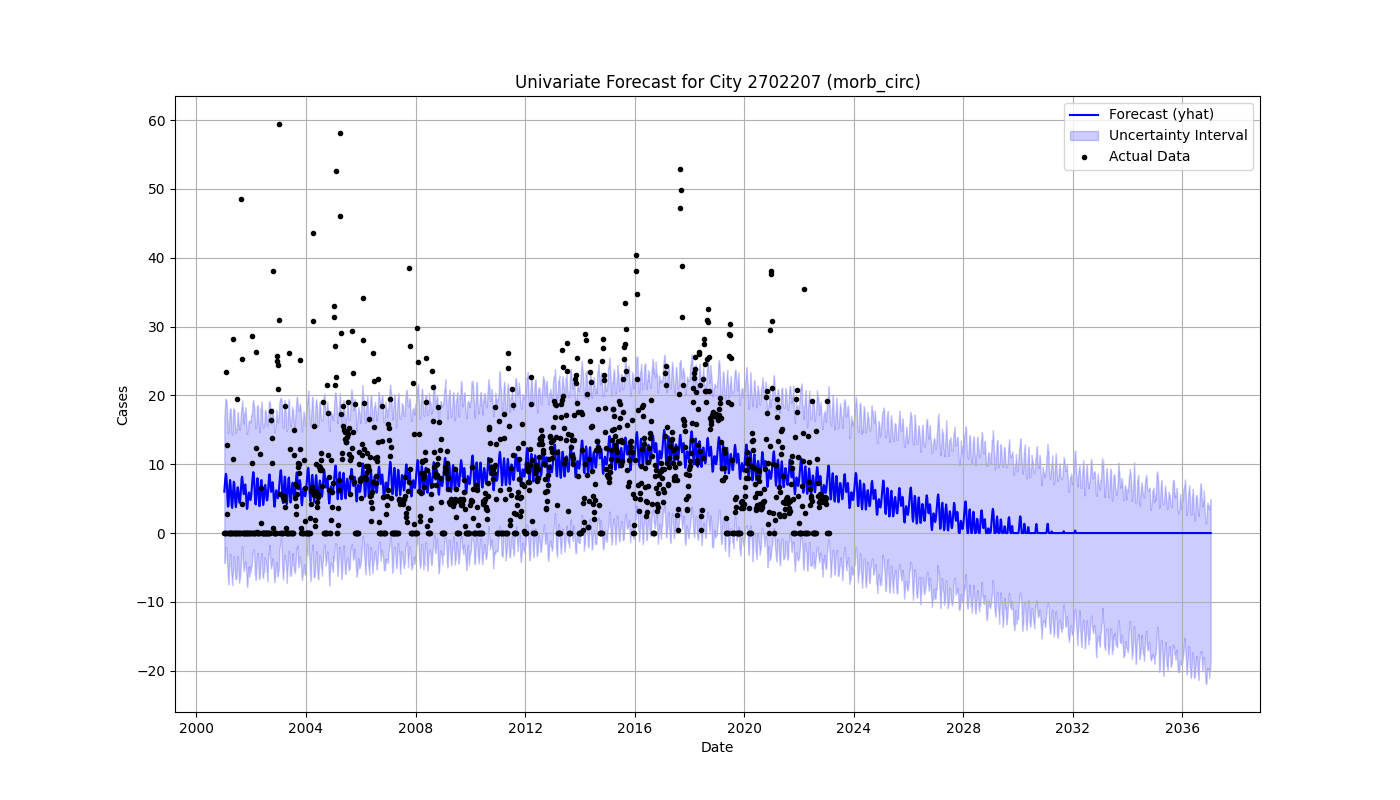 Univariate Forecast for City 2702207 (morb_circ)
Forecast (yhat)
Uncertainty Interval
Actual Data
Cases
60
50
40
30
20
10
0
−10
−20
2000 2004 2008 2012 2016 2020 2024 2028 2032 2036
Date